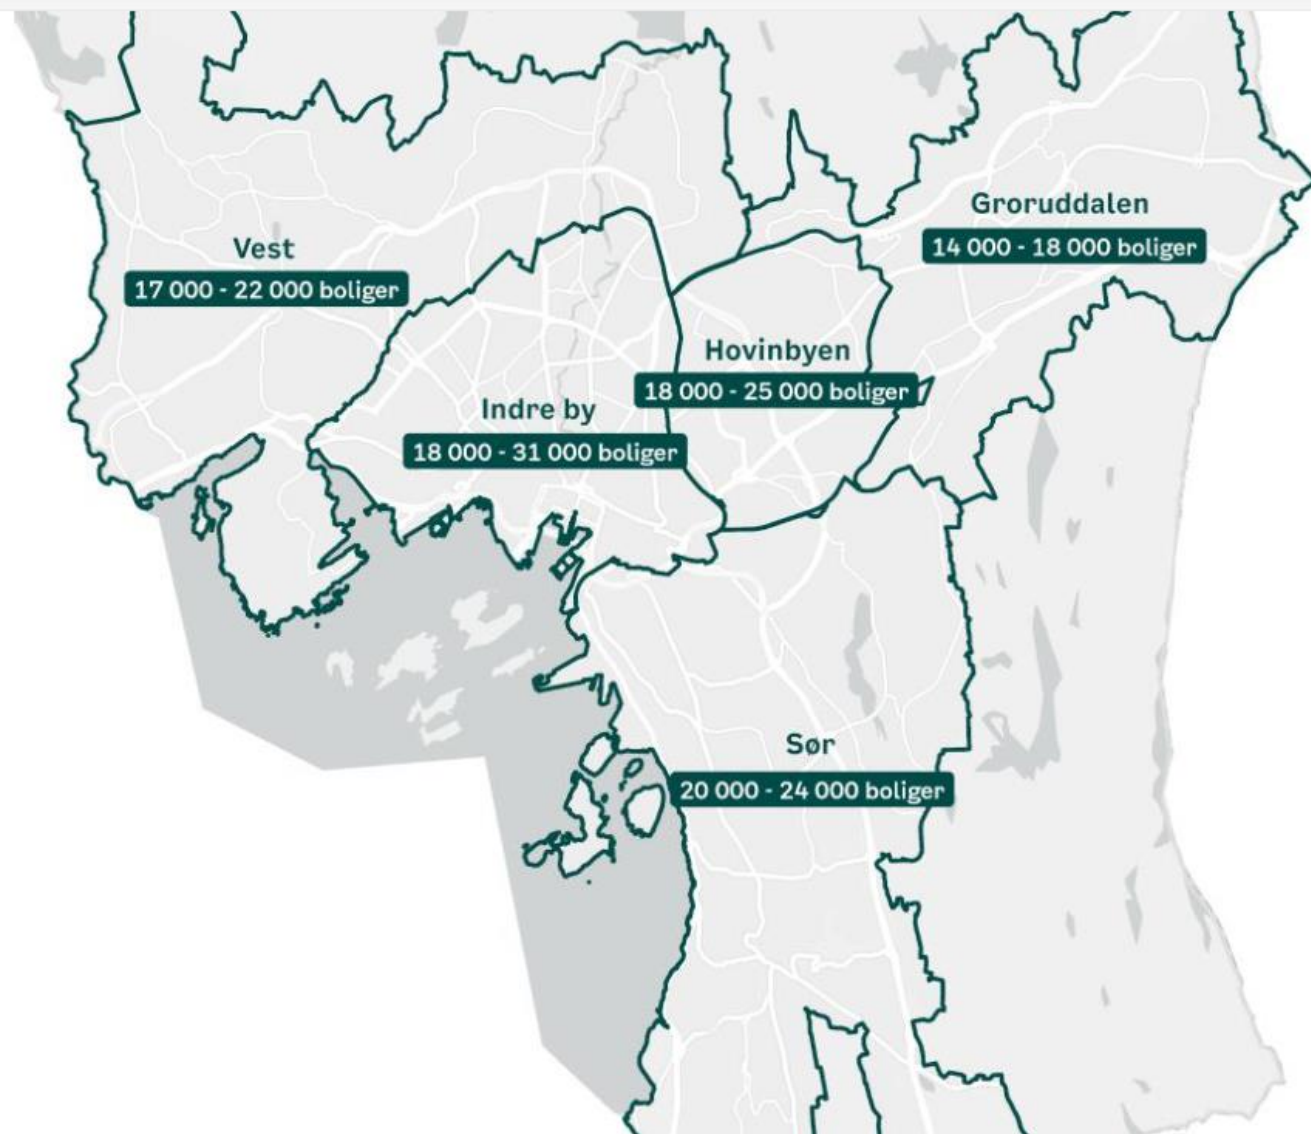 Groruddalen
14 000 - 18 000 boliger
Vest
17 000 - 22 000 boliger
Hovinbyen
18 000 - 25 000 boliger
Indre by
18 000 - 31 000 boliger
Sør
20 000 - 24 000 boliger